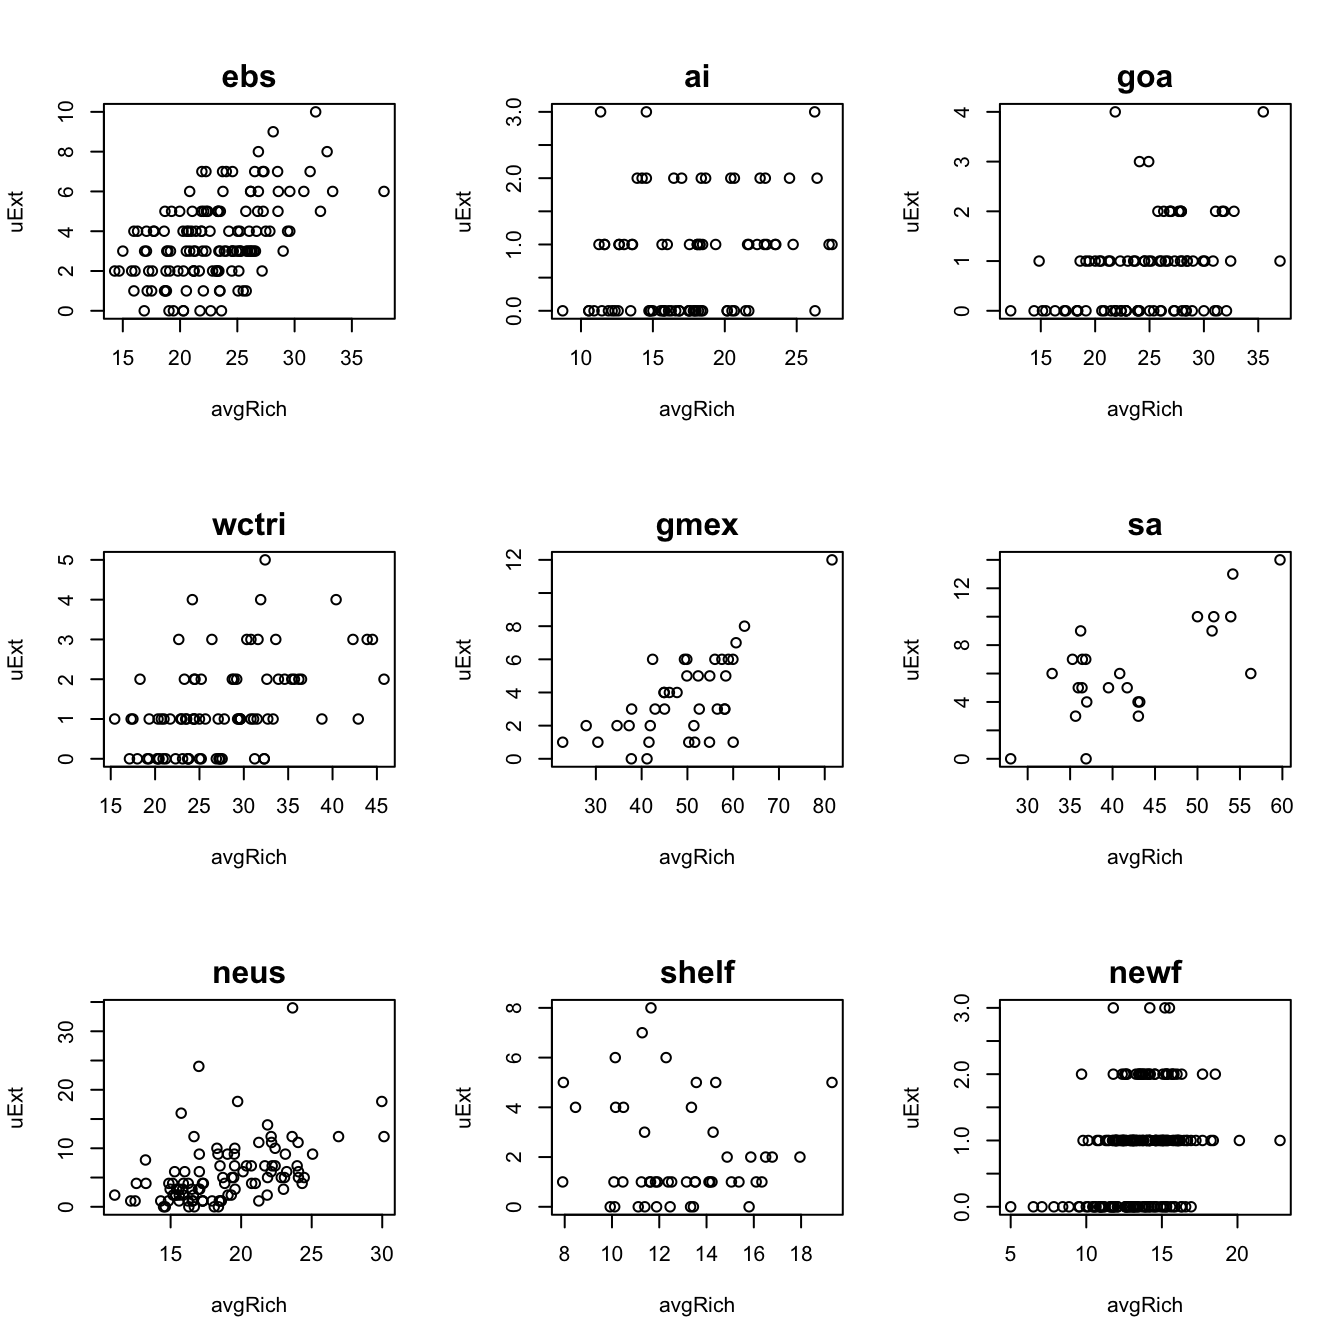 ebs
uExt
0 2 4 6 8 10
15 20 25 30 35
avgRich
ai
uExt
0.0 1.0 2.0 3.0
10 15 20 25
avgRich
goa
uExt
0 1 2 3 4
15 20 25 30 35
avgRich
wctri
uExt
0 1 2 3 4 5
15 20 25 30 35 40 45
avgRich
gmex
uExt
0 2 4 6 8 12
30 40 50 60 70 80
avgRich
sa
uExt
0 4 8 12
30 35 40 45 50 55 60
avgRich
neus
uExt
0 10 20 30
15 20 25 30
avgRich
shelf
uExt
0 2 4 6 8
8 10 12 14 16 18
avgRich
newf
uExt
0.0 1.0 2.0 3.0
5 10 15 20
avgRich